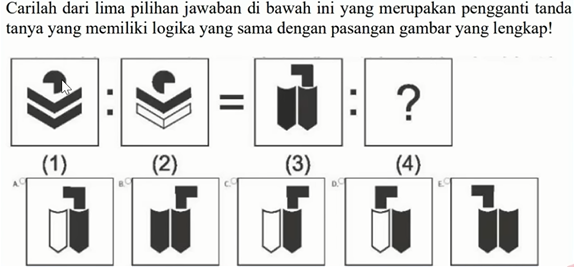 Carilah dari lima pilihan jawaban di bawah ini yang merupakan pengganti tanda
tanya yang memiliki logika yang sama dengan pasangan gambar yang lengkap!
: = : ?
(1) (2) (3) (4)
A. B. C. D. E.